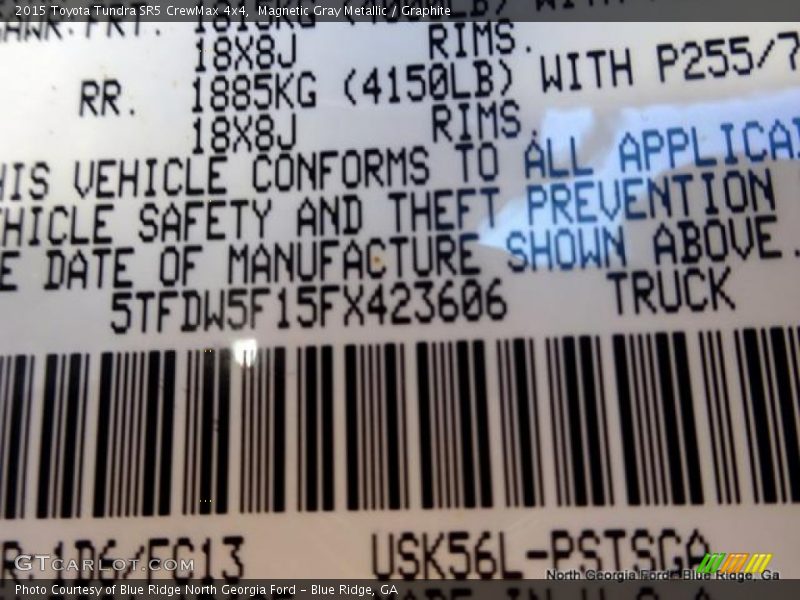 2015 Toyota Tundra SR5 CrewMax 4x4, Magnetic Gray Metallic / Graphite
18X8J RIMS.
RR. 1885KG (4150LB) WITH P255/7
18X8J RIMS.
HIS VEHICLE CONFORMS TO ALL APPLICA
EHICLE SAFETY AND THEFT PREVENTION
E DATE OF MANUFACTURE SHOWN ABOVE.
5TFDW5F15FX423606 TRUCK
R:1D6/FC13 USK56L-PSTSGA
GTCARLOT.COM
North Georgia Ford - Blue Ridge, Ga
Photo Courtesy of Blue Ridge North Georgia Ford - Blue Ridge, GA